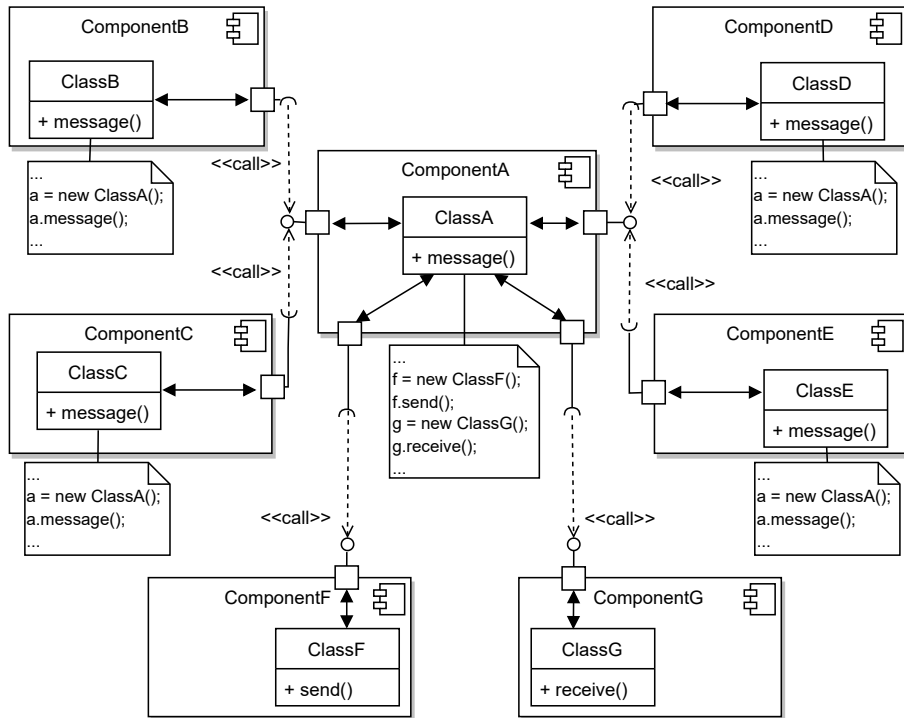 ComponentB
ClassB
+ message()
...
a = new ClassA();
a.message();
...
<<call>>
ComponentD
ClassD
+ message()
...
a = new ClassA();
a.message();
...
<<call>>
ComponentA
ClassA
+ message()
...
f = new ClassF();
f.send();
g = new ClassG();
g.receive();
...
<<call>>
<<call>>
ComponentC
ClassC
+ message()
...
a = new ClassA();
a.message();
...
ComponentE
ClassE
+ message()
...
a = new ClassA();
a.message();
...
<<call>>
<<call>>
ComponentF
ClassF
+ send()
ComponentG
ClassG
+ receive()